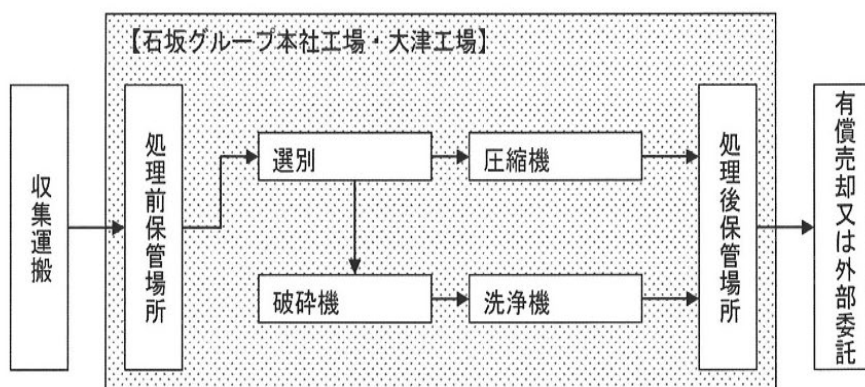 【石坂グループ本社工場・大津工場】
収集運搬
処理前保管場所
選別
圧縮機
破砕機
洗浄機
処理後保管場所
有償売却又は外部委託